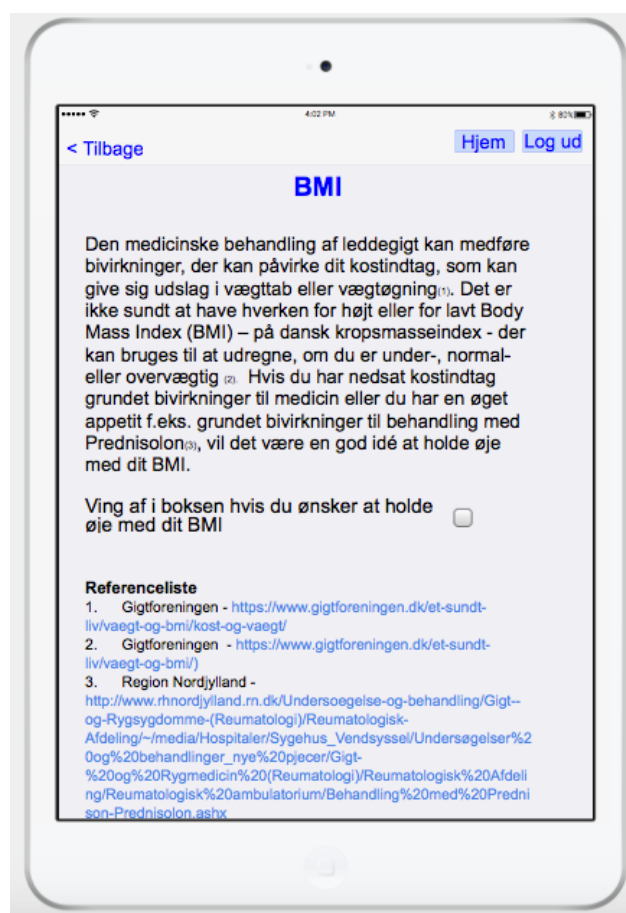 4:02 PM
80%
< Tilbage
Hjem
Log ud
BMI
Den medicinske behandling af leddegigt kan medføre
bivirkninger, der kan påvirke dit kostindtag, som kan
give sig udslag i vægttab eller vægtøgning(1). Det er
ikke sundt at have hverken for højt eller for lavt Body
Mass Index (BMI) – på dansk kropsmasseindex - der
kan bruges til at udregne, om du er under-, normal-
eller overvægtig (2). Hvis du har nedsat kostindtag
grundet bivirkninger til medicin eller du har en øget
appetit f.eks. grundet bivirkninger til behandling med
Prednisolon(3), vil det være en god idé at holde øje
med dit BMI.
Ving af i boksen hvis du ønsker at holde
øje med dit BMI
Referenceliste
1. Gigtforeningen - https://www.gigtforeningen.dk/et-sundt-
liv/vaegt-og-bmi/kost-og-vaegt/
2. Gigtforeningen - https://www.gigtforeningen.dk/et-sundt-
liv/vaegt-og-bmi/)
3. Region Nordjylland -
http://www.rhnordjylland.rn.dk/Undersoegelse-og-behandling/Gigt--
og-Rygsygdomme-(Reumatologi)/Reumatologisk-
Afdeling/~/media/Hospitaler/Sygehus_Vendsyssel/Undersøgelser%2
0og%20behandlinger_nye%20pjecer/Gigt-
%20og%20Rygmedicin%20(Reumatologi)/Reumatologisk%20Afdeli
ng/Reumatologisk%20ambulatorium/Behandling%20med%20Predni
son-Prednisolon.ashx